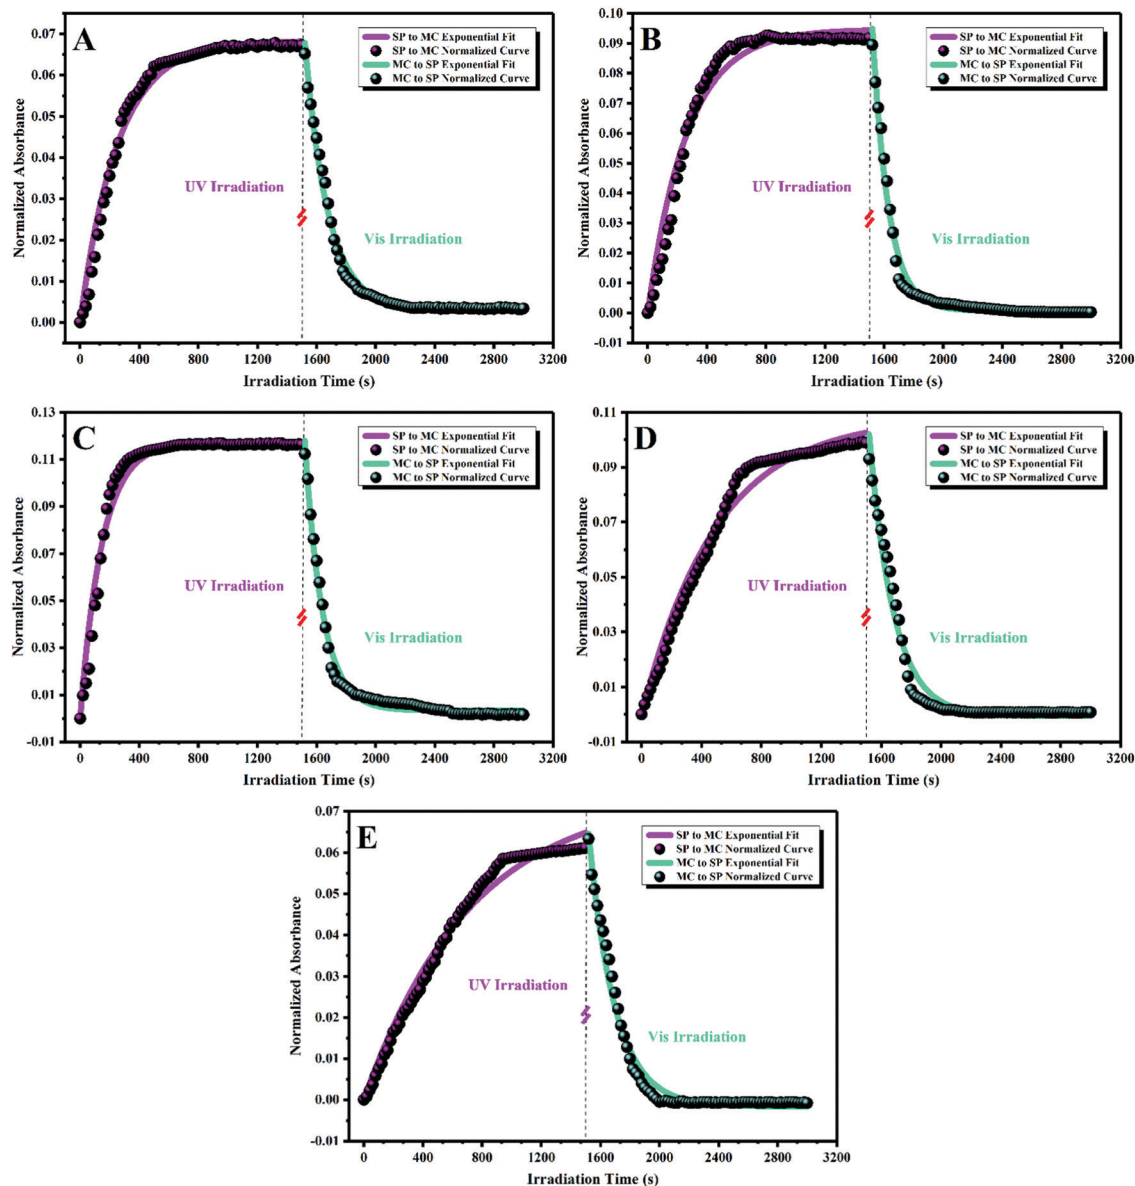 A
SP to MC Exponential Fit
SP to MC Normalized Curve
MC to SP Exponential Fit
MC to SP Normalized Curve
UV Irradiation
Vis Irradiation
Normalized Absorbance
0.07
0.06
0.05
0.04
0.03
0.02
0.01
0.00
0 400 800 1200 1600 2000 2400 2800 3200
Irradiation Time (s)
B
SP to MC Exponential Fit
SP to MC Normalized Curve
MC to SP Exponential Fit
MC to SP Normalized Curve
UV Irradiation
Vis Irradiation
Normalized Absorbance
0.10
0.09
0.08
0.07
0.06
0.05
0.04
0.03
0.02
0.01
0.00
-0.01
0 400 800 1200 1600 2000 2400 2800 3200
Irradiation Time (s)
C
SP to MC Exponential Fit
SP to MC Normalized Curve
MC to SP Exponential Fit
MC to SP Normalized Curve
UV Irradiation
Vis Irradiation
Normalized Absorbance
0.13
0.11
0.09
0.07
0.05
0.03
0.01
-0.01
0 400 800 1200 1600 2000 2400 2800 3200
Irradiation Time (s)
D
SP to MC Exponential Fit
SP to MC Normalized Curve
MC to SP Exponential Fit
MC to SP Normalized Curve
UV Irradiation
Vis Irradiation
Normalized Absorbance
0.11
0.09
0.07
0.05
0.03
0.01
-0.01
0 400 800 1200 1600 2000 2400 2800 3200
Irradiation Time (s)
E
SP to MC Exponential Fit
SP to MC Normalized Curve
MC to SP Exponential Fit
MC to SP Normalized Curve
UV Irradiation
Vis Irradiation
Normalized Absorbance
0.07
0.06
0.05
0.04
0.03
0.02
0.01
0.00
-0.01
0 400 800 1200 1600 2000 2400 2800 3200
Irradiation Time (s)